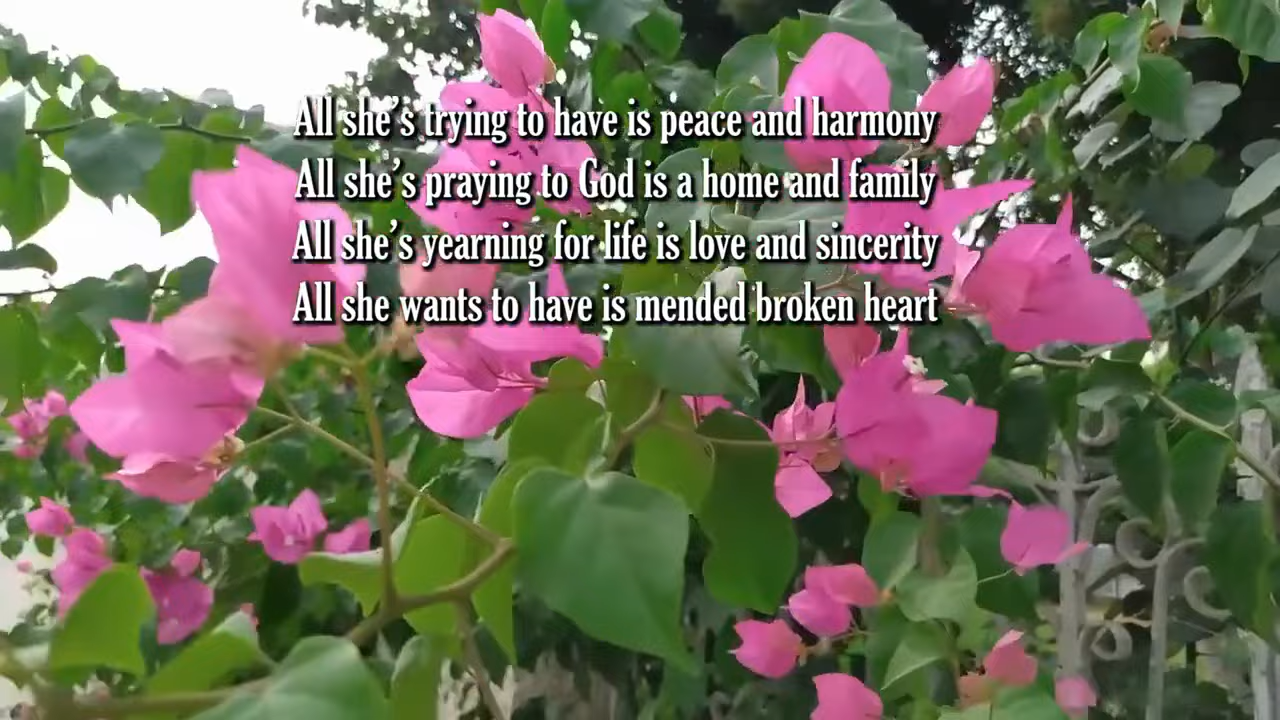 All she's trying to have is peace and harmony
All she's praying to God is a home and family
All she's yearning for life is love and sincerity
All she wants to have is mended broken heart